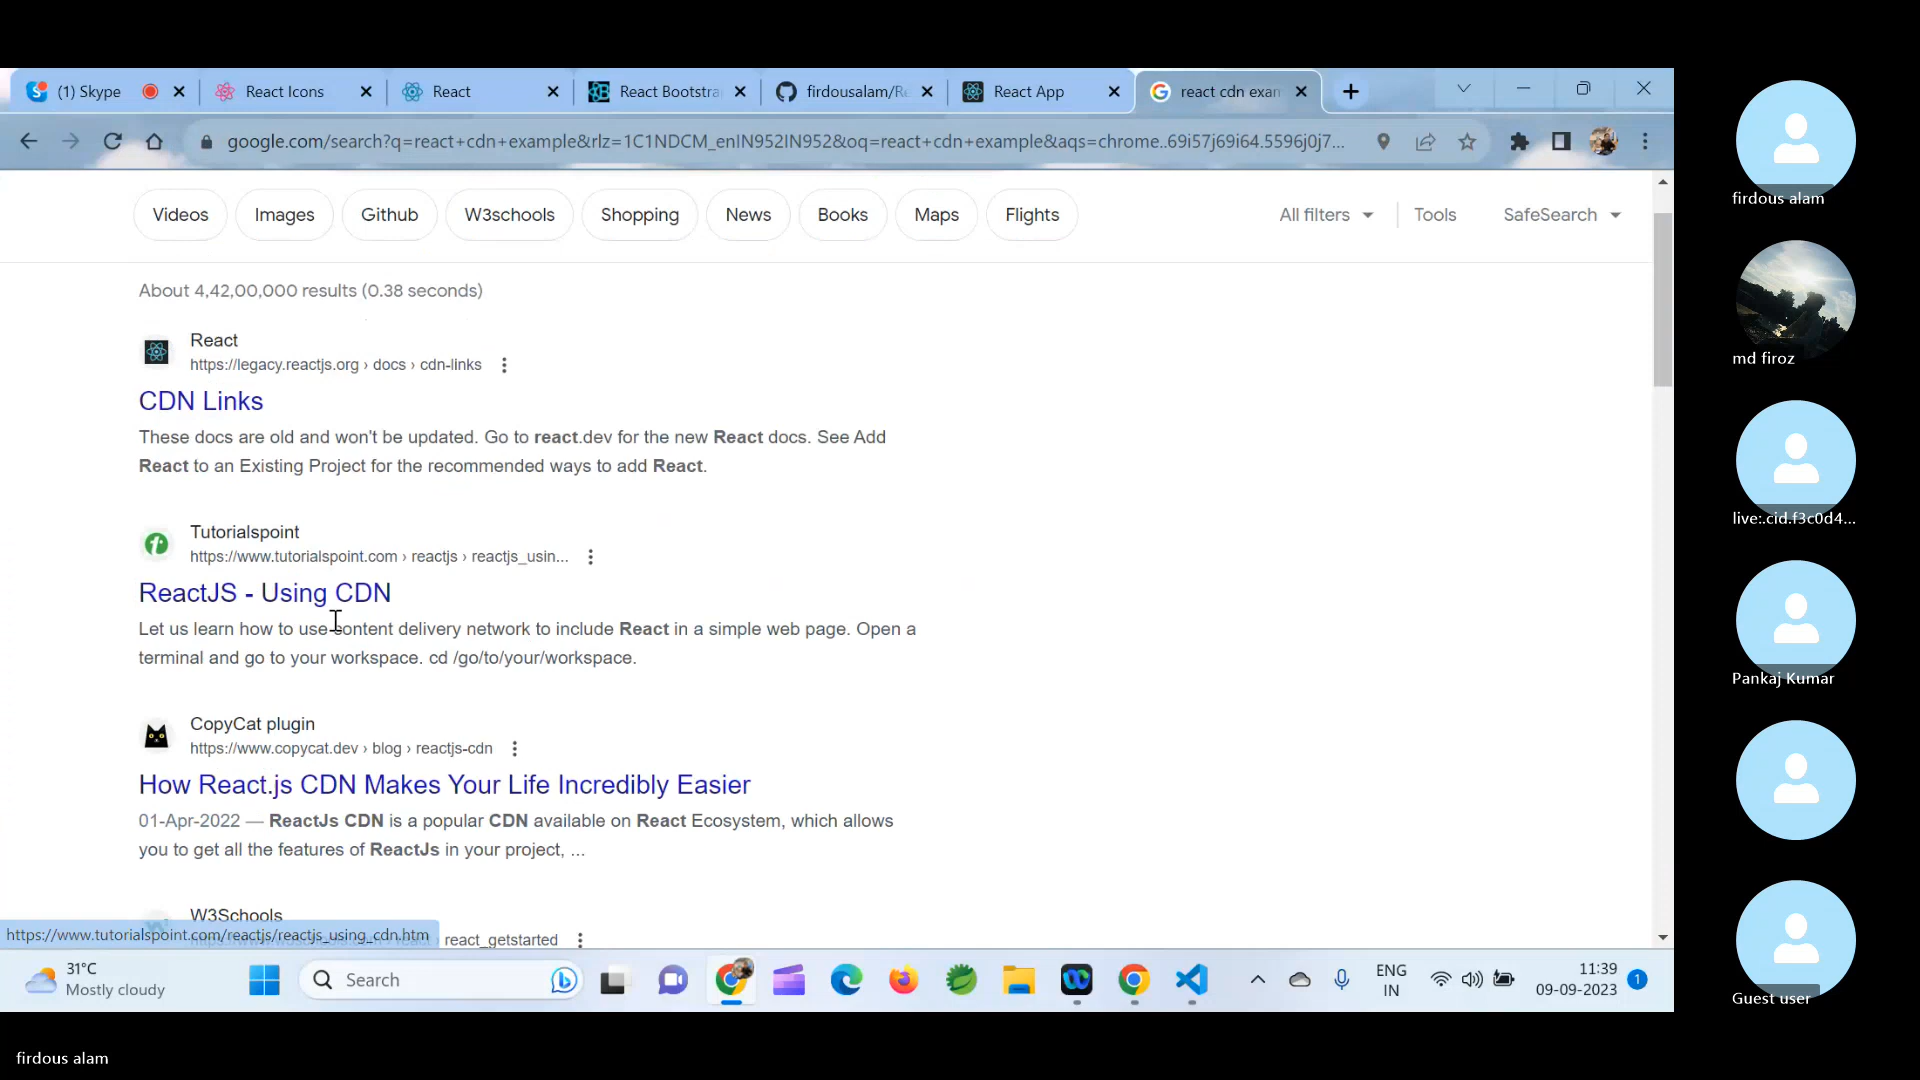 (1) Skype
React Icons
React
React Bootstra
firdousalam/R
React App
react cdn exam
google.com/search?q=react+cdn+example&rlz=1C1NDCM_enIN952IN952&oq=react+cdn+example&aqs=chrome..69i57j69i64.5596j0j7...
Videos
Images
Github
W3schools
Shopping
News
Books
Maps
Flights
All filters
Tools
SafeSearch
About 4,42,00,000 results (0.38 seconds)
React
https://legacy.reactjs.org › docs › cdn-links
CDN Links
These docs are old and won't be updated. Go to react.dev for the new React docs. See Add
React to an Existing Project for the recommended ways to add React.
Tutorialspoint
https://www.tutorialspoint.com › reactjs › reactjs_usin...
ReactJS - Using CDN
Let us learn how to use content delivery network to include React in a simple web page. Open a
terminal and go to your workspace. cd /go/to/your/workspace.
CopyCat plugin
https://www.copycat.dev › blog › reactjs-cdn
How React.js CDN Makes Your Life Incredibly Easier
01-Apr-2022 — ReactJs CDN is a popular CDN available on React Ecosystem, which allows
you to get all the features of ReactJs in your project, ...
W3Schools
› react_getstarted
https://www.tutorialspoint.com/reactjs/reactjs_using_cdn.htm
31°C
Mostly cloudy
Search
ENG
IN
11:39
09-09-2023
1
firdous alam
md firoz
live:.cid.f3c0d4...
Pankaj Kumar
Guest user
firdous alam